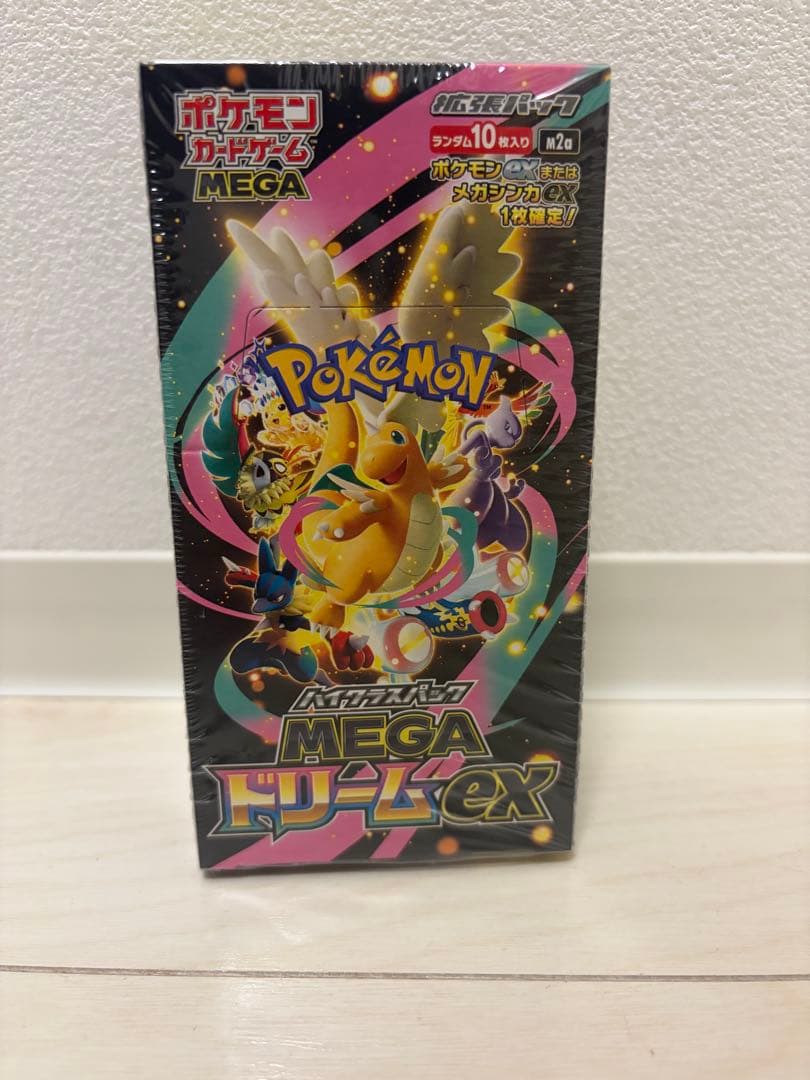 ポケモン
カードゲーム
MEGA
拡張パック
ランダム10枚入り
M2a
ポケモンexまたは
メガシンカex
1枚確定!
POKéMON
TM
ハイクラスパック
MEGA
ドリームex